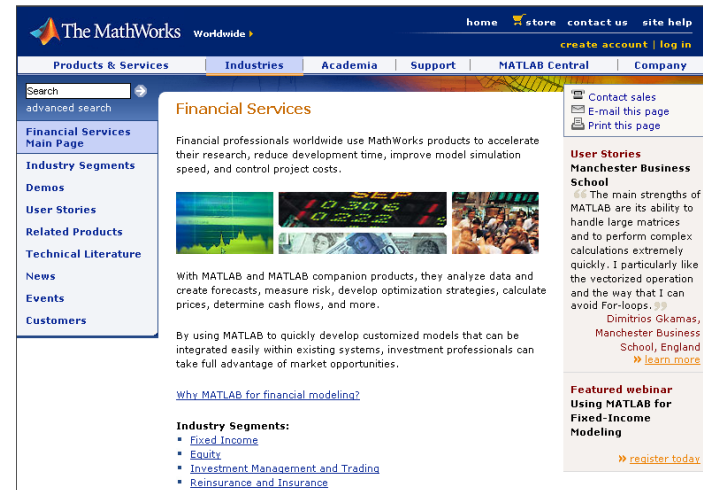 The MathWorks Worldwide
home store contact us site help
create account | log in
Products & Services Industries Academia Support MATLAB Central Company
Search
advanced search
Financial Services
Main Page
Industry Segments
Demos
User Stories
Related Products
Technical Literature
News
Events
Customers
Financial Services
Financial professionals worldwide use MathWorks products to accelerate
their research, reduce development time, improve model simulation
speed, and control project costs.
SEP
0306
0222
With MATLAB and MATLAB companion products, they analyze data and
create forecasts, measure risk, develop optimization strategies, calculate
prices, determine cash flows, and more.
By using MATLAB to quickly develop customized models that can be
integrated easily within existing systems, investment professionals can
take full advantage of market opportunities.
Why MATLAB for financial modeling?
Industry Segments:
Fixed Income
Equity
Investment Management and Trading
Reinsurance and Insurance
Contact sales
E-mail this page
Print this page
User Stories
Manchester Business
School
“The main strengths of
MATLAB are its ability to
handle large matrices
and to perform complex
calculations extremely
quickly. I particularly like
the vectorized operation
and the way that I can
avoid For-loops.”
Dimitrios Gkamas,
Manchester Business
School, England
» learn more
Featured webinar
Using MATLAB for
Fixed-Income
Modeling
» register today